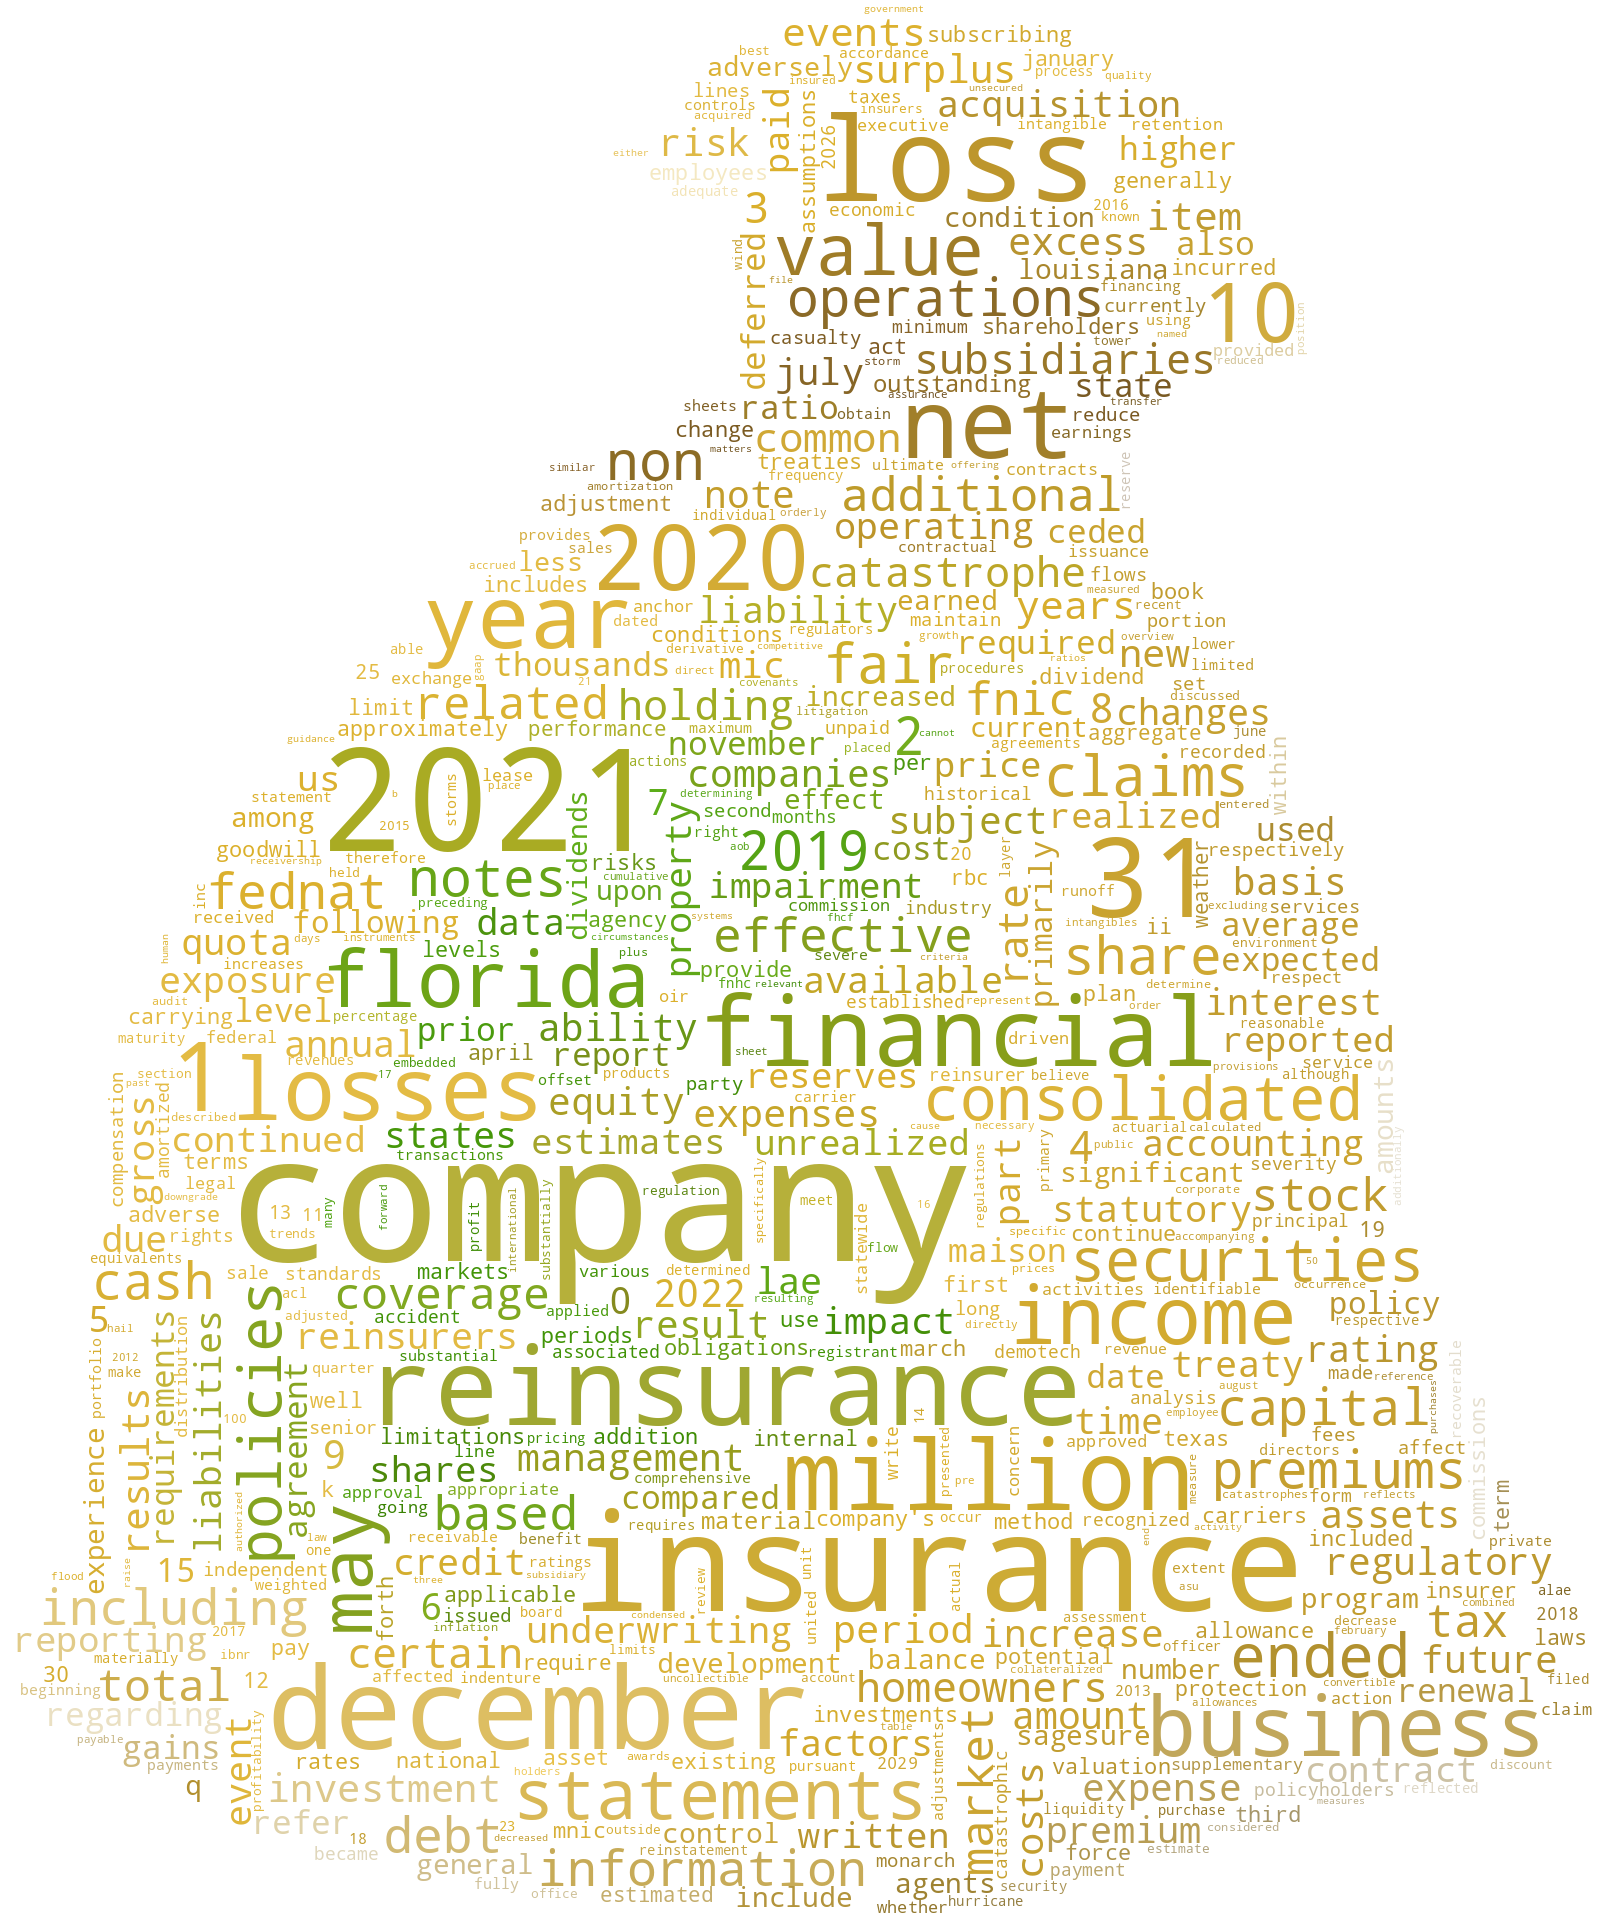 government
events subscribing
best accordance
adversely surplus january
insured process quality
lines taxes unsecured
controls paid assumptions insurers acquisition
acquired executive intangible retention
risk 2026 loss higher
either
employees generally
adequate
3 economic condition 2016 item
known
deferred wind value excess also
file louisiana incurred
operations financing 10 position
currently
casualty minimum shareholders using
act tower named provided
july storm subsidiaries reduced
outstanding state
assurance transfer
sheets ratio obtain net reduce
change common earnings
matters
non treaties ultimate offering contracts reserve
similar frequency
amortization
adjustment note additional
individual orderly
provides 2020 operating ceded
sales contractual issuance
accrued less catastrophe flows
includes measured book
year anchor liability earned years recent
dated maintain portion
conditions regulators growth required overview lower
able derivative competitive new limited
25 exchange gaap thousands direct mic fair procedures ratios dividend
21 covenants set
limit related holding increased fnic 8 changes discussed
litigation
approximately performance maximum unpaid 2 cannot current aggregate june
guidance november placed agreements recorded within
actions
us 2021 companies per price claims
statement storms lease place determining effect historical entered
b 7 second months
among 2015 dividends property right 2019 subject realized used
goodwill therefore aob cost 20 layer primarily 31 weather respectively
receivership held risks rbc
fednat notes cumulative impairment runoff basis
inc preceding upon commission industry rate intangibles excluding services
received following data agency fhcf ii average
human quota days instruments circumstances systems effective environment
increases levels plus severe criteria share expected
exposure florida provide available respect
audit fnhc relevant plan determine
carrying level percentage oir established represent order interest
maturity federal annual prior ability financial driven reasonable
revenues april report sheet reported
section 1 losses 17 embedded offset products reserves reinsurer believe provisions service although
compensation past party carrier amounts
described amortized equity expenses consolidated
gross continued states estimates unrealized cause necessary 4 actuarial calculated additionally
transactions public accounting
terms regulation primary significant severity
downgrade legal company specifically meet regulations part corporate stock
adverse 13 11 many forward profit international substantially 16 statutory principal
due rights trends flow specific continue accompanying 19
equivalents markets various determined statewide maison prices 50
cash sale standards lae first securities occurrence
acl coverage applied 0 2022 resulting activities identifiable
5 hail adjusted accident result use impact long directly income policy
requirements reinsurers periods respective
2012 associated obligations registrant march demotech revenue rating
make distribution policies quarter substantial date treaty made reference
portfolio liabilities agreement reinsurance august recoverable
experience results 100 well analysis capital purchases commissions
senior limitations pricing addition internal 14 time employee fees
9 line management write presented concern approved texas directors affect
k shares comprehensive pre million measure premiums
approval appropriate catastrophes form reflects term
authorized may going based compared company's occur method recognized carriers assets
law receivable benefit requires material activity included private
flood raise 15 one credit ratings end extent regulatory
independent three subsidiary insurance asu
weighted forth applicable unit review actual program insurer alae
including 6 issued board condensed assessment combined
inflation united decrease tax 2018
reporting 2017 certain underwriting period increase allowance february laws
materially ibnr pay require limits officer
30 total 12 affected indenture development account balance potential number ended future filed
beginning uncollectible collateralized convertible
december homeowners 2013 protection action renewal claim
regarding allowances
payable gains event profitability investments amount
payments table factors sagesure business
rates national asset awards existing pursuant 2029 adjustments market catastrophic valuation supplementary contract discount
q investment holders statements costs expense policyholders reflected
measures
refer 18 23 liquidity purchase third considered
debt decreased mnic outside control written premium
became reinstatement force estimate
general information monarch payment
fully office estimated include agents security
whether hurricane